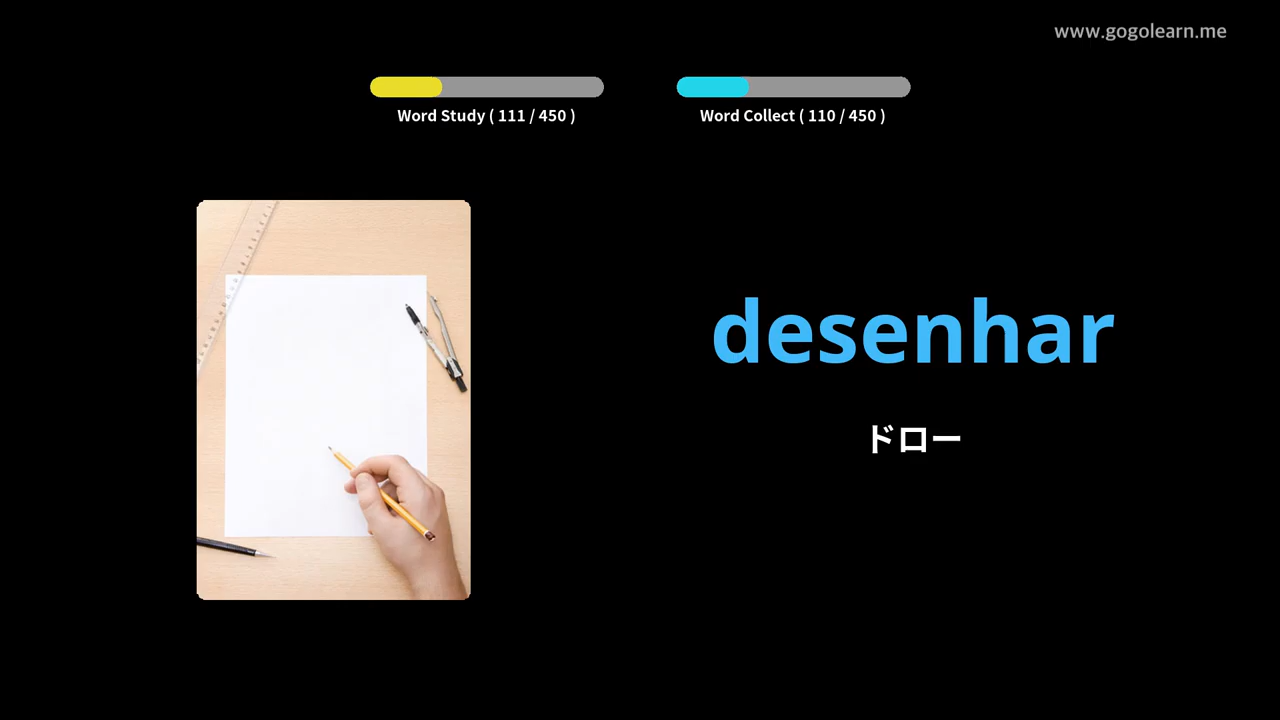 www.gogolearn.me
Word Study ( 111 / 450 )
Word Collect ( 110 / 450 )
desenhar
ドロー